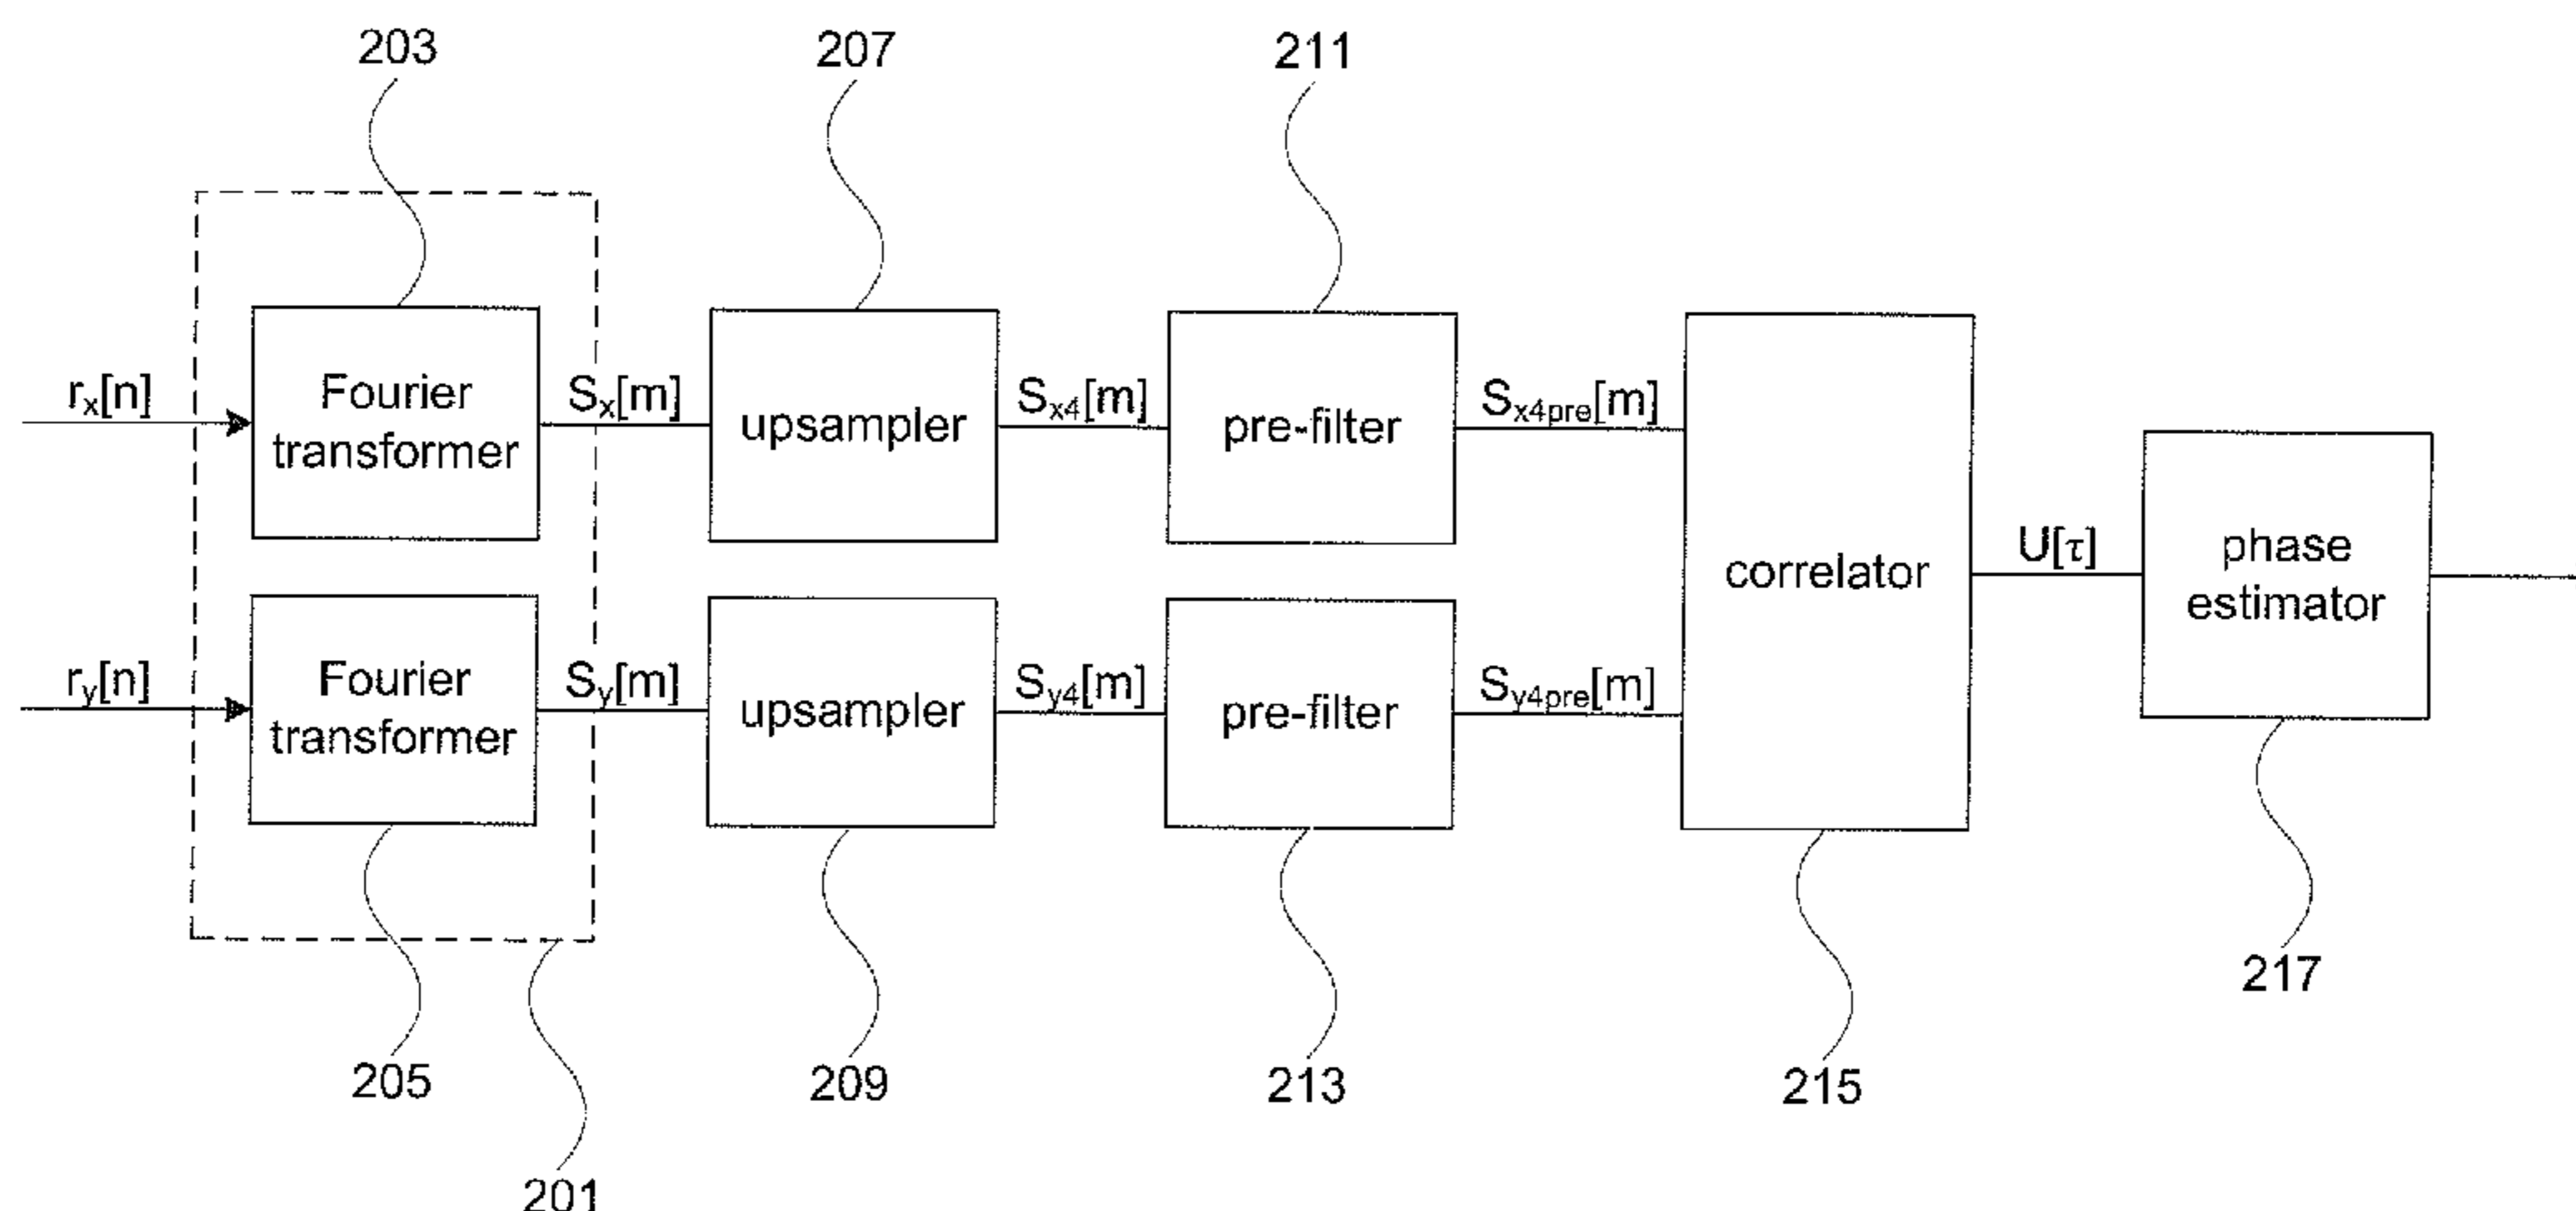 203
207
211
rx[n]
Fourier
transformer
Sx[m]
upsampler
Sx4[m]
pre-filter
Sx4pre[m]
correlator
U[τ]
phase
estimator
ry[n]
Fourier
transformer
Sy[m]
upsampler
Sy4[m]
pre-filter
Sy4pre[m]
217
205
209
213
215
201